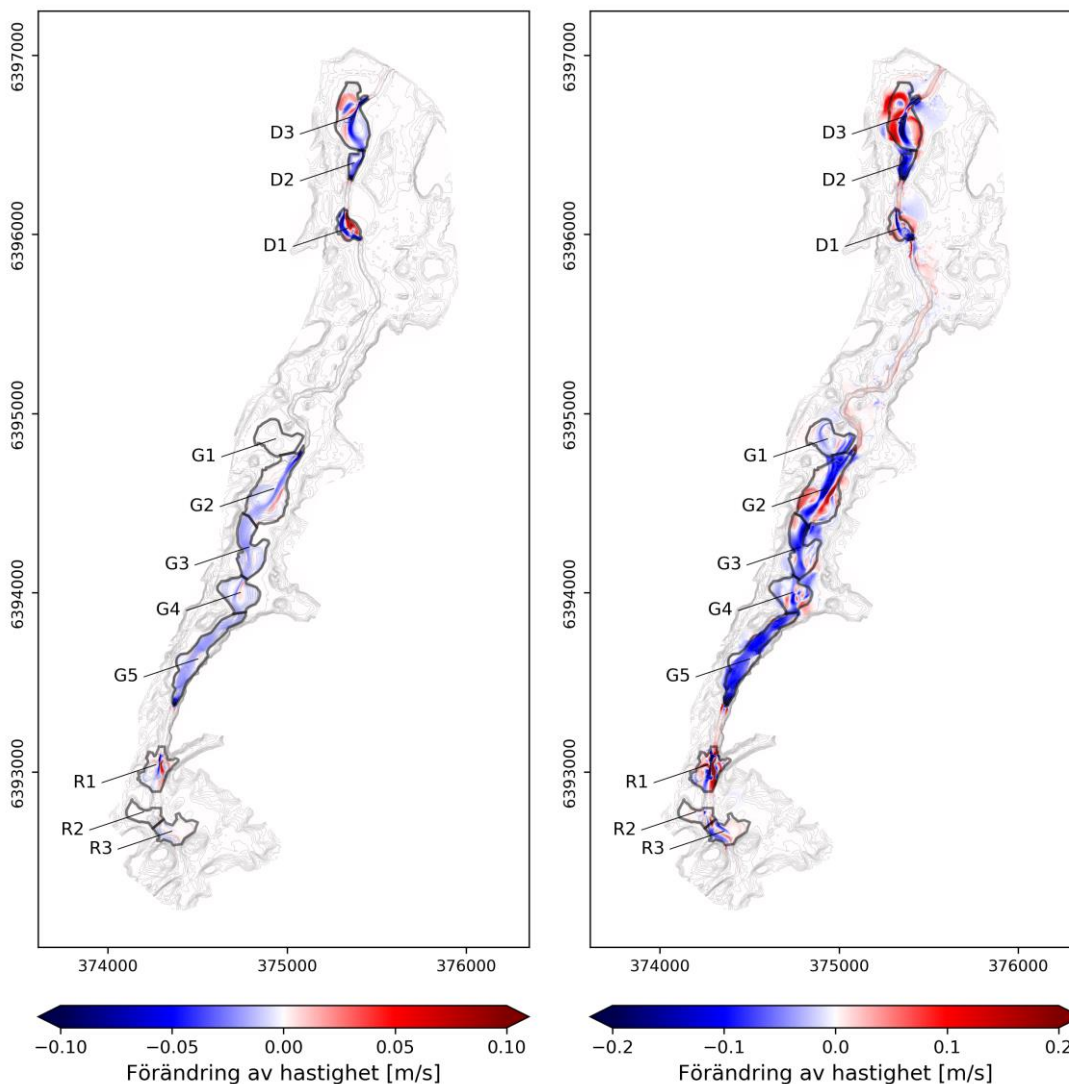 6397000
6396000
6395000
6394000
6393000
D3
D2
D1
G1
G2
G3
G4
G5
R1
R2
R3
374000 375000 376000
−0.10 −0.05 0.00 0.05 0.10
Förändring av hastighet [m/s]
6397000
6396000
6395000
6394000
6393000
D3
D2
D1
G1
G2
G3
G4
G5
R1
R2
R3
374000 375000 376000
−0.2 −0.1 0.0 0.1 0.2
Förändring av hastighet [m/s]